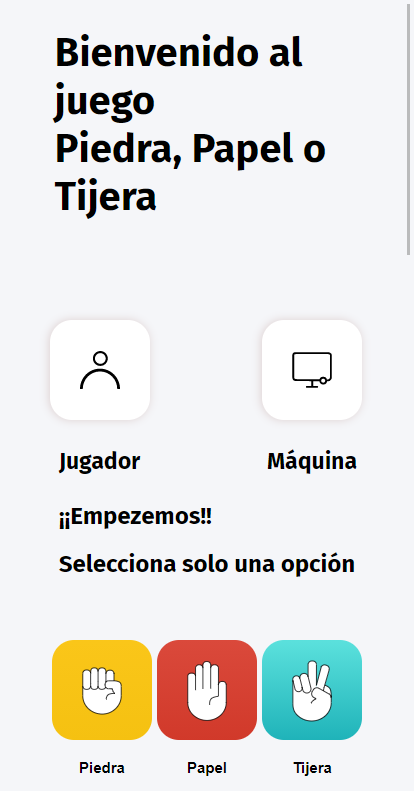 Bienvenido al
juego
Piedra, Papel o
Tijera
Jugador Máquina
¡¡Empezemos!!
Selecciona solo una opción
Piedra Papel Tijera